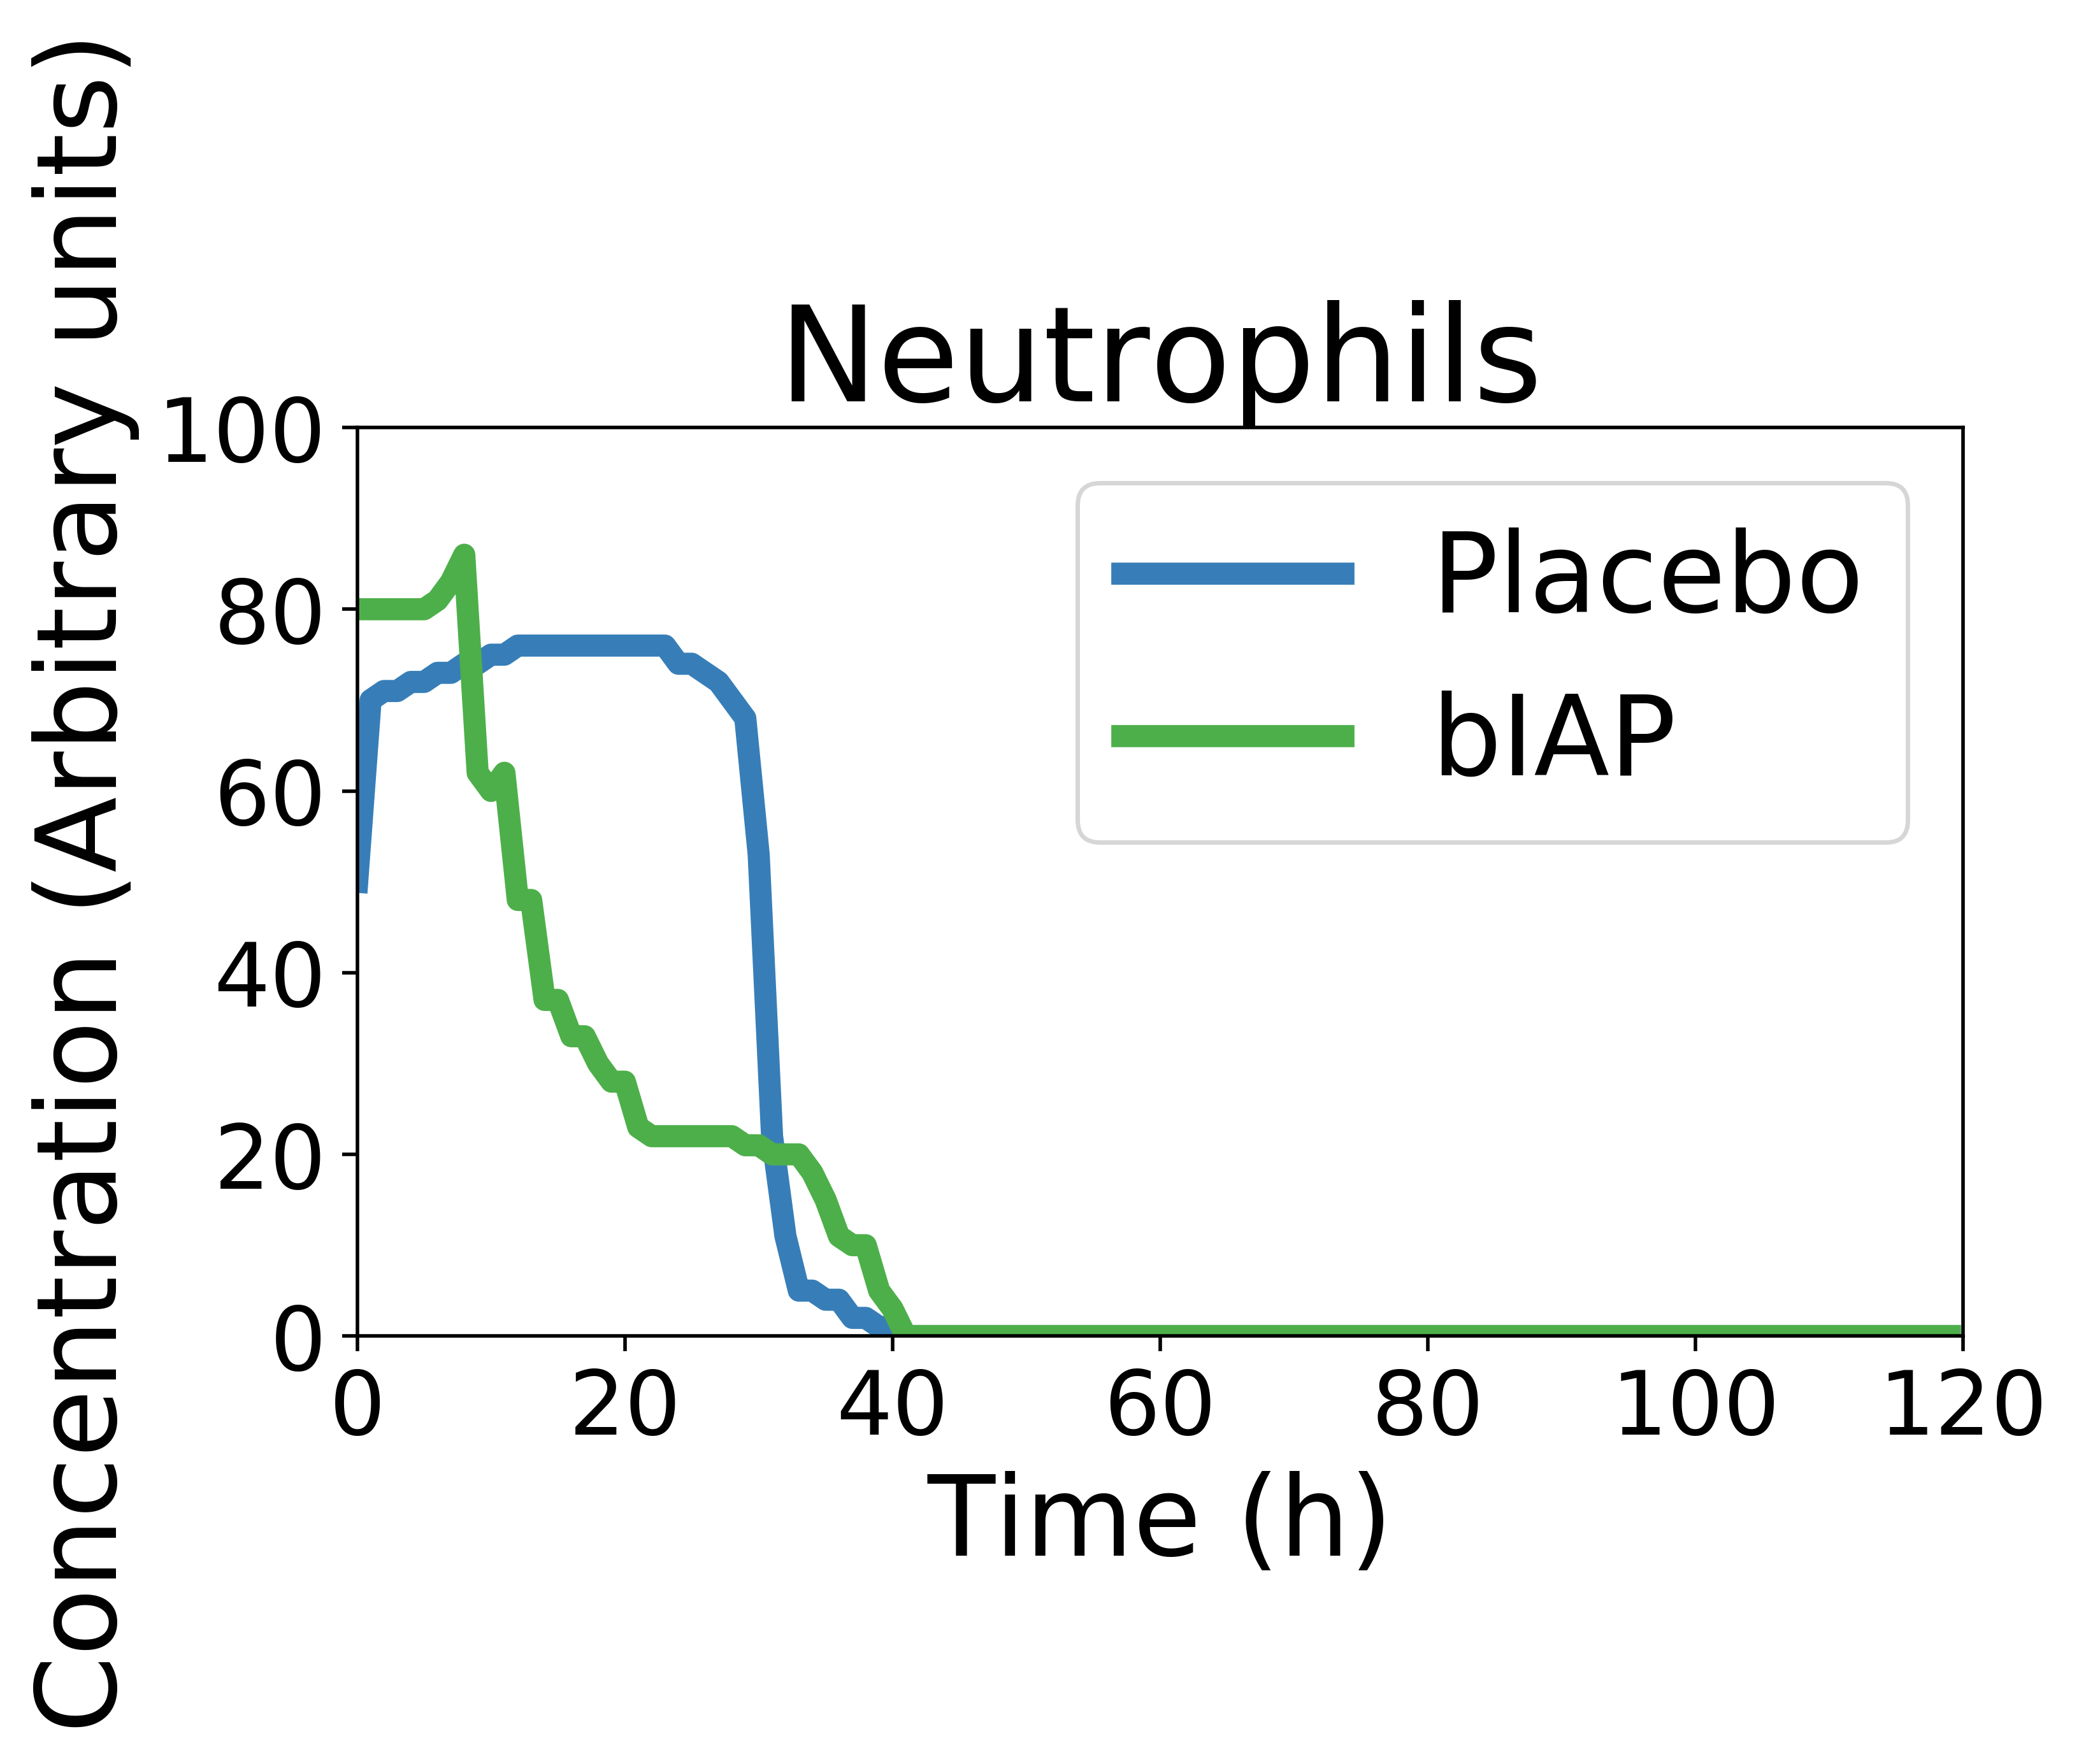 Neutrophils
Concentration (Arbitrary units)
100
80
60
40
20
0
Placebo
bIAP
0 20 40 60 80 100 120
Time (h)